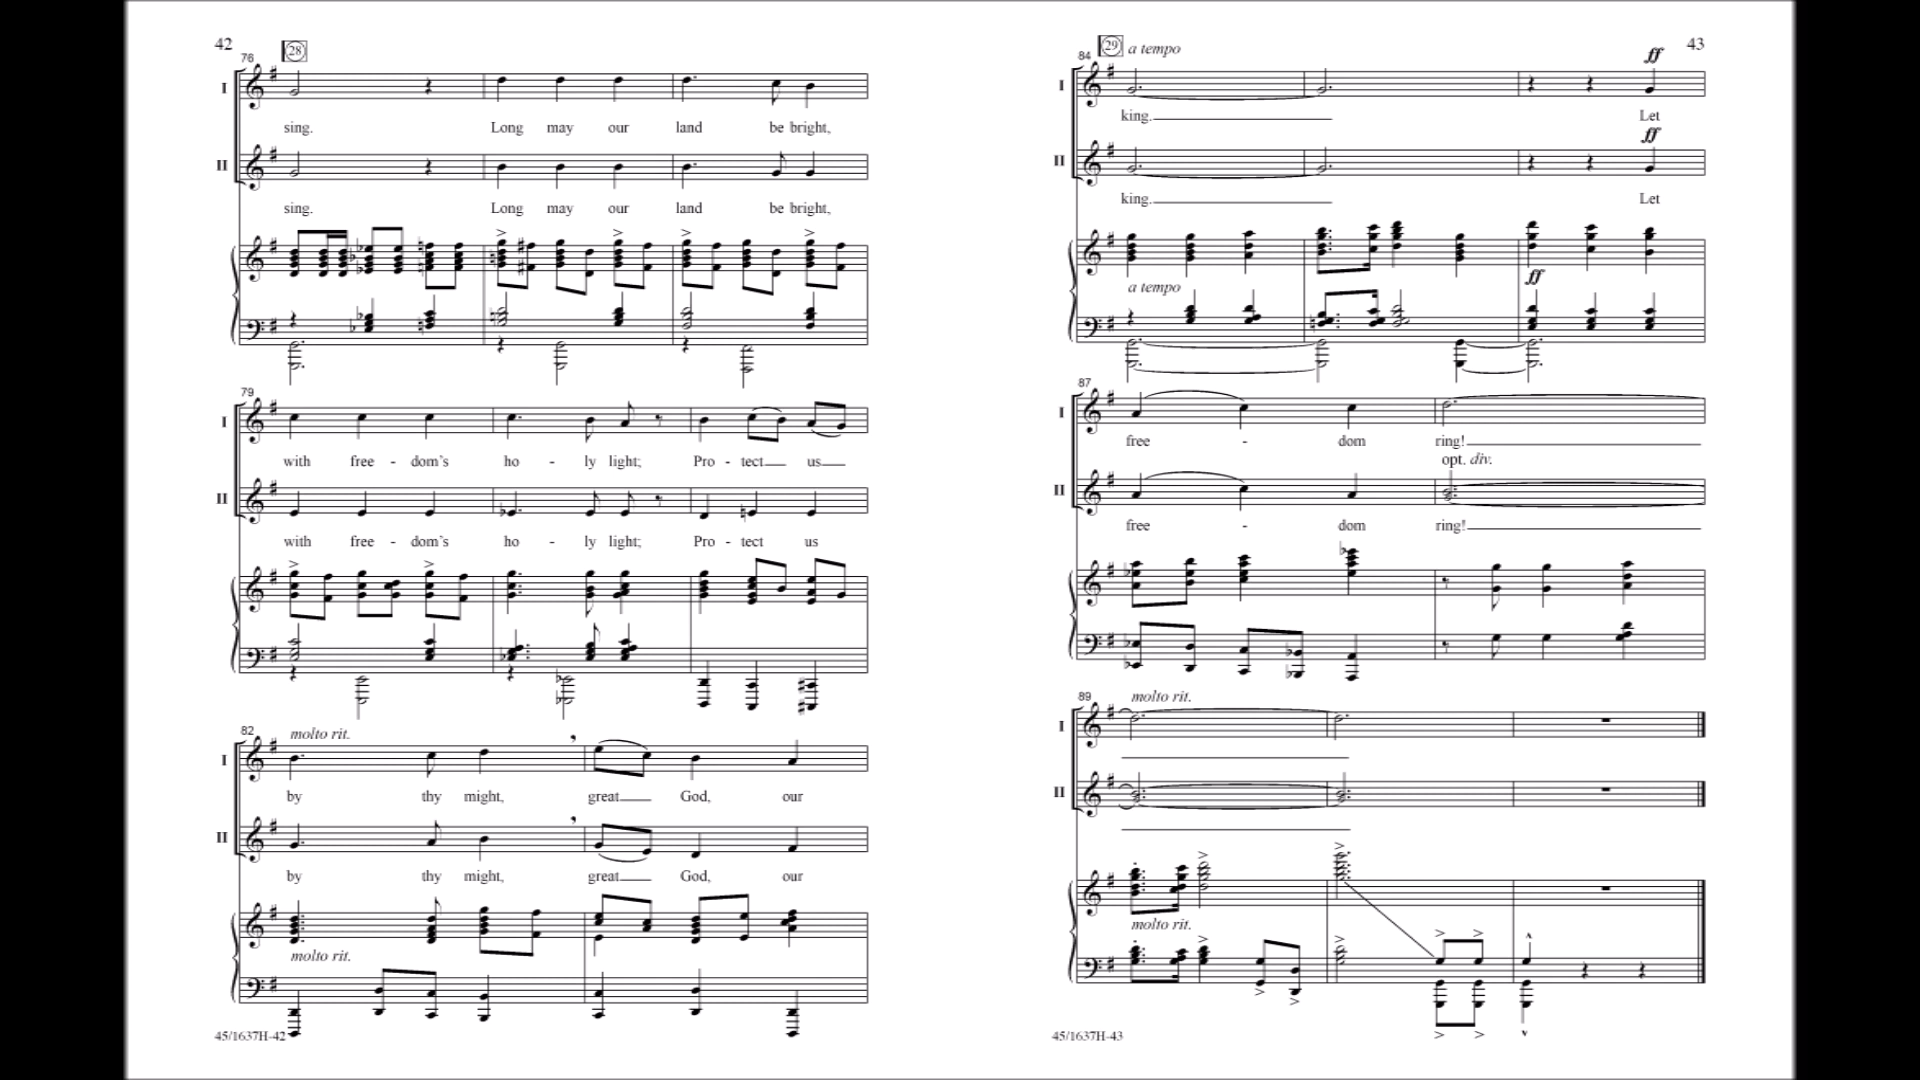 42
76 28
I
sing. Long may our land be bright,
II
sing. Long may our land be bright,
79
I
with free - dom's ho - ly light; Pro - tect us
II
with free - dom's ho - ly light; Pro - tect us
82 molto rit.
I
by thy might, great God, our
II
by thy might, great God, our
molto rit.
45/1637H-42
43
84 29 a tempo ff
I
king. Let
ff
II
king. Let
a tempo ff
87
I
free - dom ring!
opt. div.
II
free - dom ring!
89 molto rit.
I
II
molto rit.
45/1637H-43